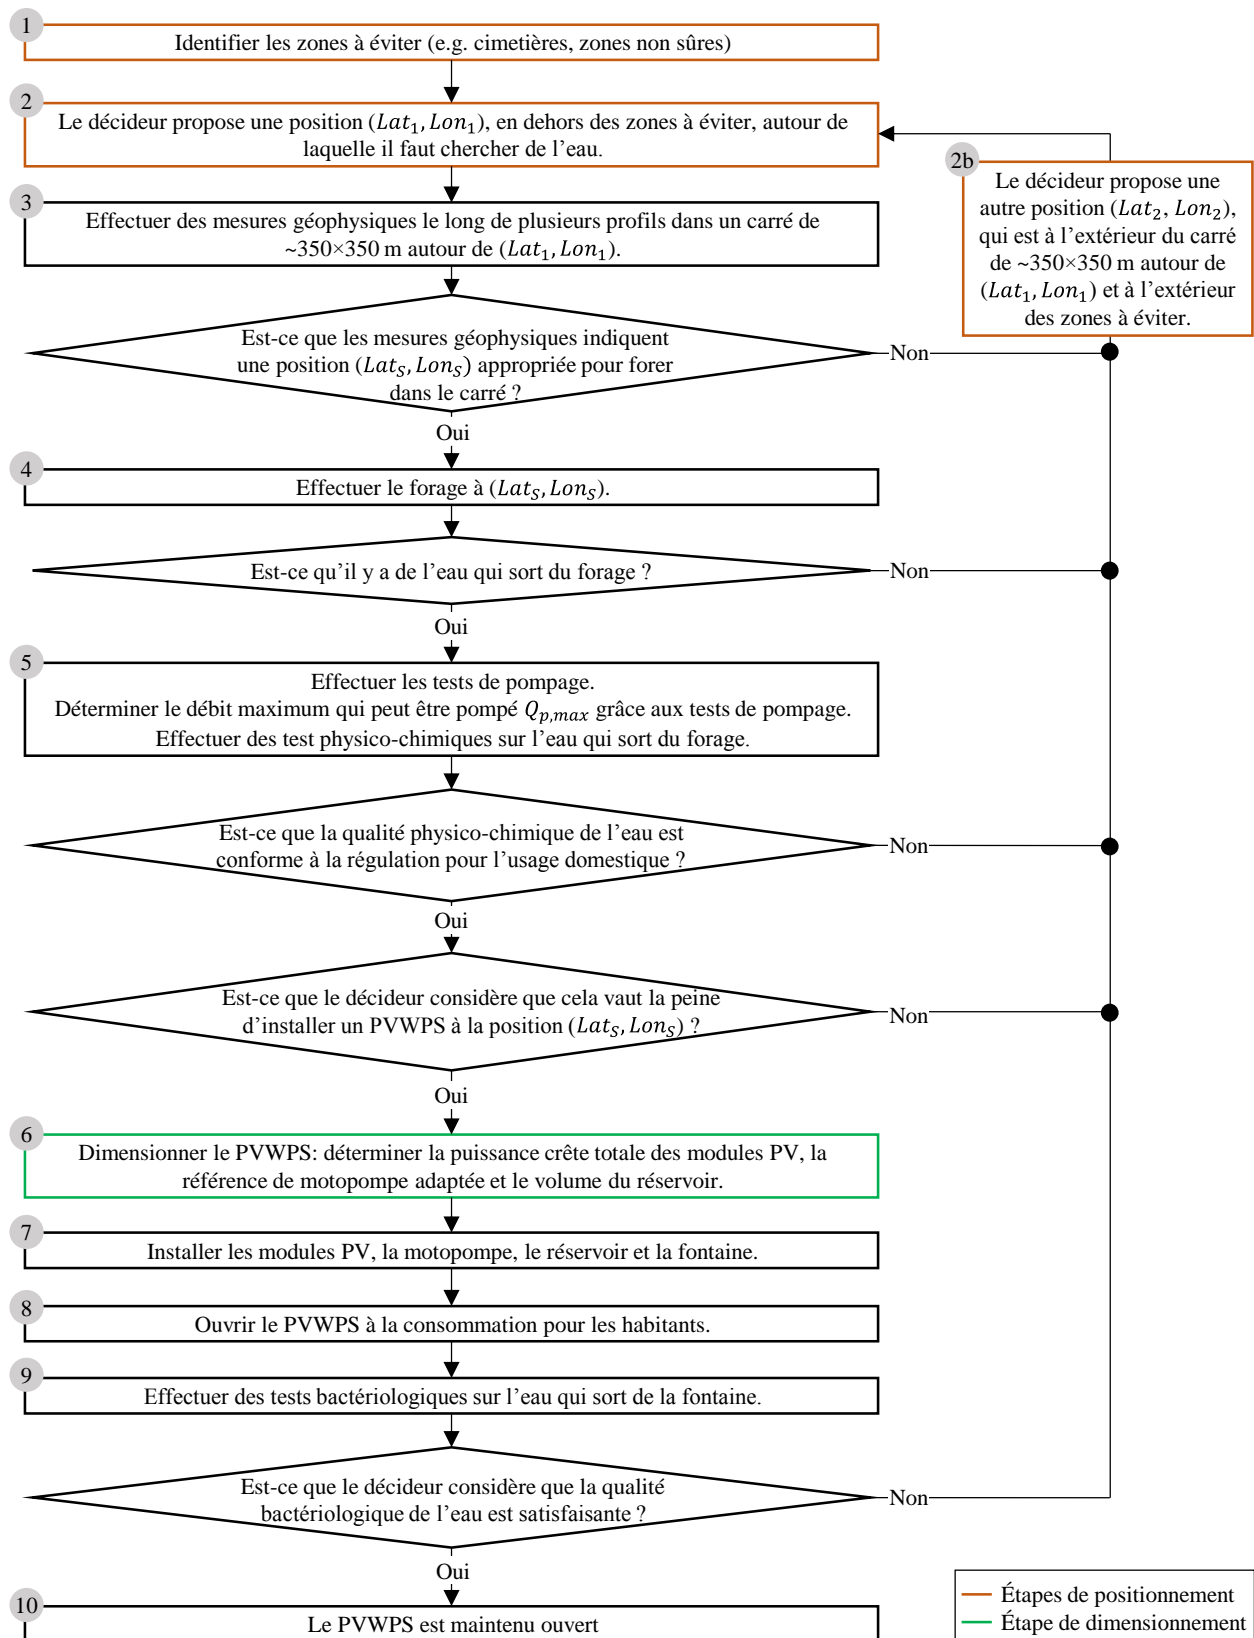 1
Identifier les zones à éviter (e.g. cimetières, zones non sûres)
2
Le décideur propose une position (Lat₁, Lon₁), en dehors des zones à éviter, autour de
laquelle il faut chercher de l’eau.
2b
Le décideur propose une
autre position (Lat₂, Lon₂),
qui est à l’extérieur du carré
de ~350×350 m autour de
(Lat₁, Lon₁) et à l’extérieur
des zones à éviter.
3
Effectuer des mesures géophysiques le long de plusieurs profils dans un carré de
~350×350 m autour de (Lat₁, Lon₁).
Est-ce que les mesures géophysiques indiquent
une position (Lat_S, Lon_S) appropriée pour forer
dans le carré ?
Non
Oui
4
Effectuer le forage à (Lat_S, Lon_S).
Est-ce qu’il y a de l’eau qui sort du forage ?
Non
Oui
5
Effectuer les tests de pompage.
Déterminer le débit maximum qui peut être pompé Q_p,max grâce aux tests de pompage.
Effectuer des test physico-chimiques sur l’eau qui sort du forage.
Est-ce que la qualité physico-chimique de l’eau est
conforme à la régulation pour l’usage domestique ?
Non
Oui
Est-ce que le décideur considère que cela vaut la peine
d’installer un PVWPS à la position (Lat_S, Lon_S) ?
Non
Oui
6
Dimensionner le PVWPS: déterminer la puissance crête totale des modules PV, la
référence de motopompe adaptée et le volume du réservoir.
7
Installer les modules PV, la motopompe, le réservoir et la fontaine.
8
Ouvrir le PVWPS à la consommation pour les habitants.
9
Effectuer des tests bactériologiques sur l’eau qui sort de la fontaine.
Est-ce que le décideur considère que la qualité
bactériologique de l’eau est satisfaisante ?
Non
Oui
10
Le PVWPS est maintenu ouvert
Étapes de positionnement
Étape de dimensionnement